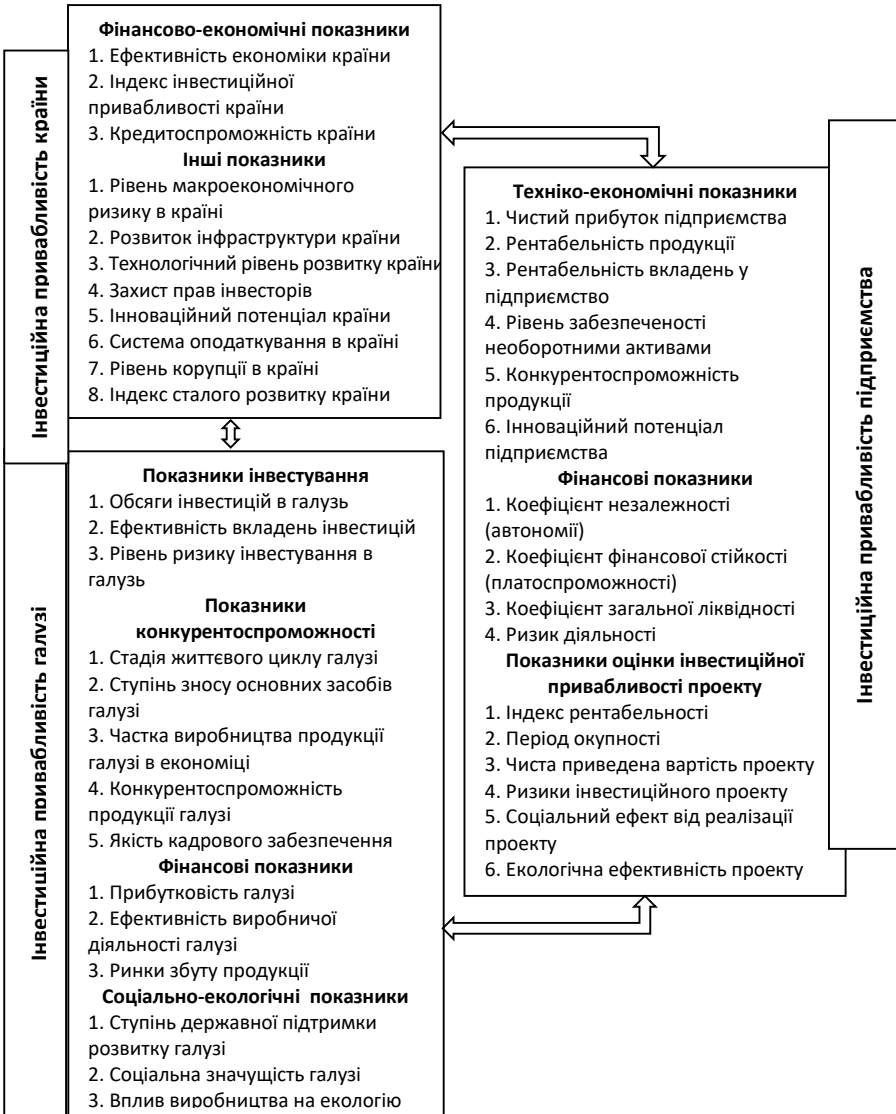 Інвестиційна привабливість країни
Фінансово-економічні показники
1. Ефективність економіки країни
2. Індекс інвестиційної
привабливості країни
3. Кредитоспроможність країни
Інші показники
1. Рівень макроекономічного
ризику в країні
2. Розвиток інфраструктури країни
3. Технологічний рівень розвитку країни
4. Захист прав інвесторів
5. Інноваційний потенціал країни
6. Система оподаткування в країні
7. Рівень корупції в країні
8. Індекс сталого розвитку країни
Інвестиційна привабливість галузі
Показники інвестування
1. Обсяги інвестицій в галузь
2. Ефективність вкладень інвестицій
3. Рівень ризику інвестування в
галузь
Показники
конкурентоспроможності
1. Стадія життєвого циклу галузі
2. Ступінь зносу основних засобів
галузі
3. Частка виробництва продукції
галузі в економіці
4. Конкурентоспроможність
продукції галузі
5. Якість кадрового забезпечення
Фінансові показники
1. Прибутковість галузі
2. Ефективність виробничої
діяльності галузі
3. Ринки збуту продукції
Соціально-екологічні показники
1. Ступінь державної підтримки
розвитку галузі
2. Соціальна значущість галузі
3. Вплив виробництва на екологію
Техніко-економічні показники
1. Чистий прибуток підприємства
2. Рентабельність продукції
3. Рентабельність вкладень у
підприємство
4. Рівень забезпеченості
необоротними активами
5. Конкурентоспроможність
продукції
6. Інноваційний потенціал
підприємства
Фінансові показники
1. Коефіцієнт незалежності
(автономії)
2. Коефіцієнт фінансової стійкості
(платоспроможності)
3. Коефіцієнт загальної ліквідності
4. Ризик діяльності
Показники оцінки інвестиційної
привабливості проекту
1. Індекс рентабельності
2. Період окупності
3. Чиста приведена вартість проекту
4. Ризики інвестиційного проекту
5. Соціальний ефект від реалізації
проекту
6. Екологічна ефективність проекту
Інвестиційна привабливість підприємства